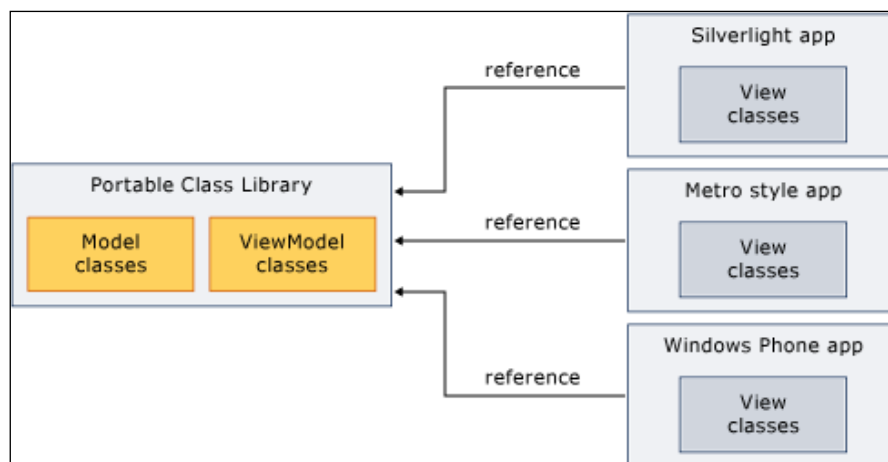 Silverlight app
View
classes
reference
Portable Class Library
Model
classes
ViewModel
classes
reference
Metro style app
View
classes
reference
Windows Phone app
View
classes